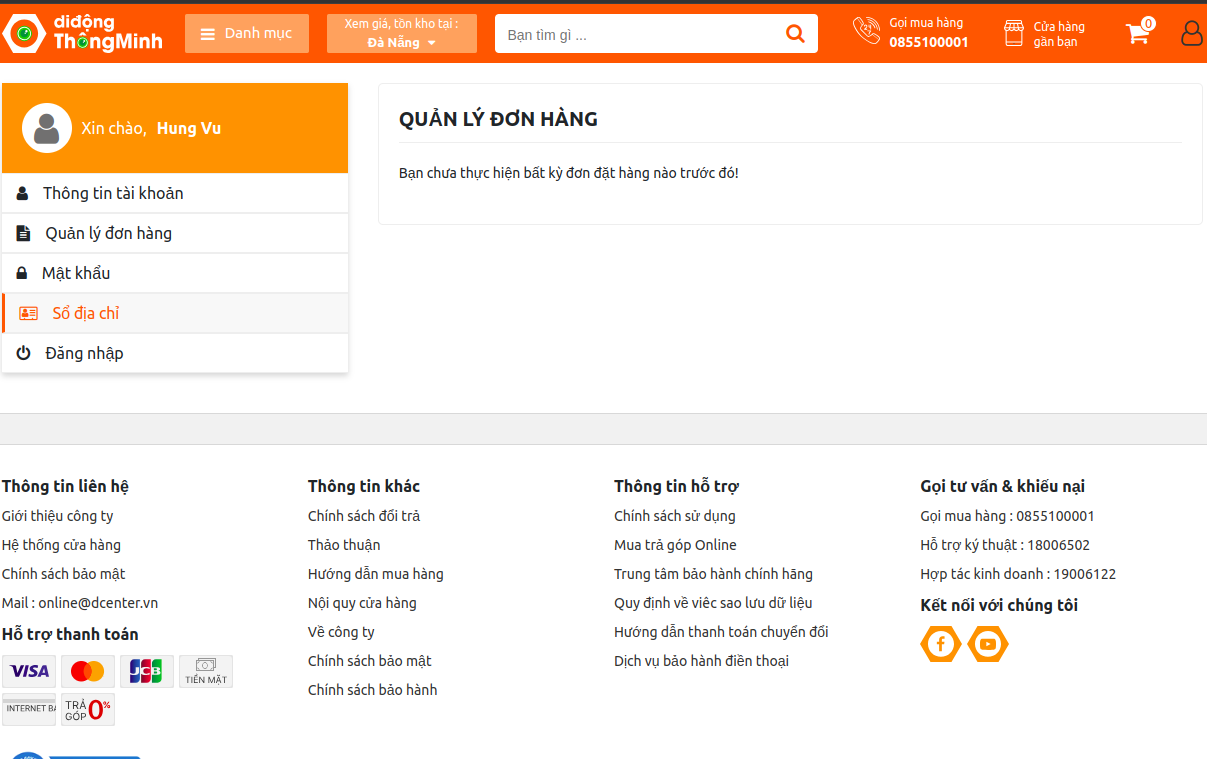 diđộng
ThôngMinh
Danh mục
Xem giá, tồn kho tại :
Đà Nẵng
Bạn tìm gì ...
Gọi mua hàng
0855100001
Cửa hàng
gần bạn
0
Xin chào, Hung Vu
Thông tin tài khoản
Quản lý đơn hàng
Mật khẩu
Sổ địa chỉ
Đăng nhập
QUẢN LÝ ĐƠN HÀNG
Bạn chưa thực hiện bất kỳ đơn đặt hàng nào trước đó!
Thông tin liên hệ
Giới thiệu công ty
Hệ thống cửa hàng
Chính sách bảo mật
Mail : online@dcenter.vn
Hỗ trợ thanh toán
VISA
JCB
TIỀN MẶT
INTERNET BA
TRẢ
GÓP 0%
Thông tin khác
Chính sách đổi trả
Thảo thuận
Hướng dẫn mua hàng
Nội quy cửa hàng
Về công ty
Chính sách bảo mật
Chính sách bảo hành
Thông tin hỗ trợ
Chính sách sử dụng
Mua trả góp Online
Trung tâm bảo hành chính hãng
Quy định về viêc sao lưu dữ liệu
Hướng dẫn thanh toán chuyển đổi
Dịch vụ bảo hành điền thoại
Gọi tư vấn & khiếu nại
Gọi mua hàng : 0855100001
Hỗ trợ ký thuật : 18006502
Hợp tác kinh doanh : 19006122
Kết nối với chúng tôi